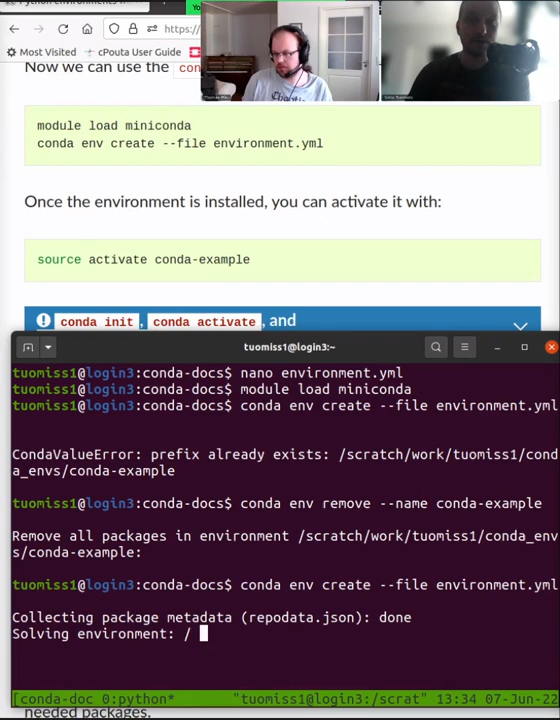 https://
Most Visited cPouta User Guide
Now we can use the
module load miniconda
conda env create --file environment.yml
Once the environment is installed, you can activate it with:
source activate conda-example
conda init, conda activate, and
tuomiss1@login3:~
tuomiss1@login3:conda-docs$ nano environment.yml
tuomiss1@login3:conda-docs$ module load miniconda
tuomiss1@login3:conda-docs$ conda env create --file environment.yml
CondaValueError: prefix already exists: /scratch/work/tuomiss1/cond
a_envs/conda-example
tuomiss1@login3:conda-docs$ conda env remove --name conda-example
Remove all packages in environment /scratch/work/tuomiss1/conda_env
s/conda-example:
tuomiss1@login3:conda-docs$ conda env create --file environment.yml
Collecting package metadata (repodata.json): done
Solving environment: /
[conda-doc 0:python* "tuomiss1@login3:/scrat" 13:34 07-Jun-22
needed packages.